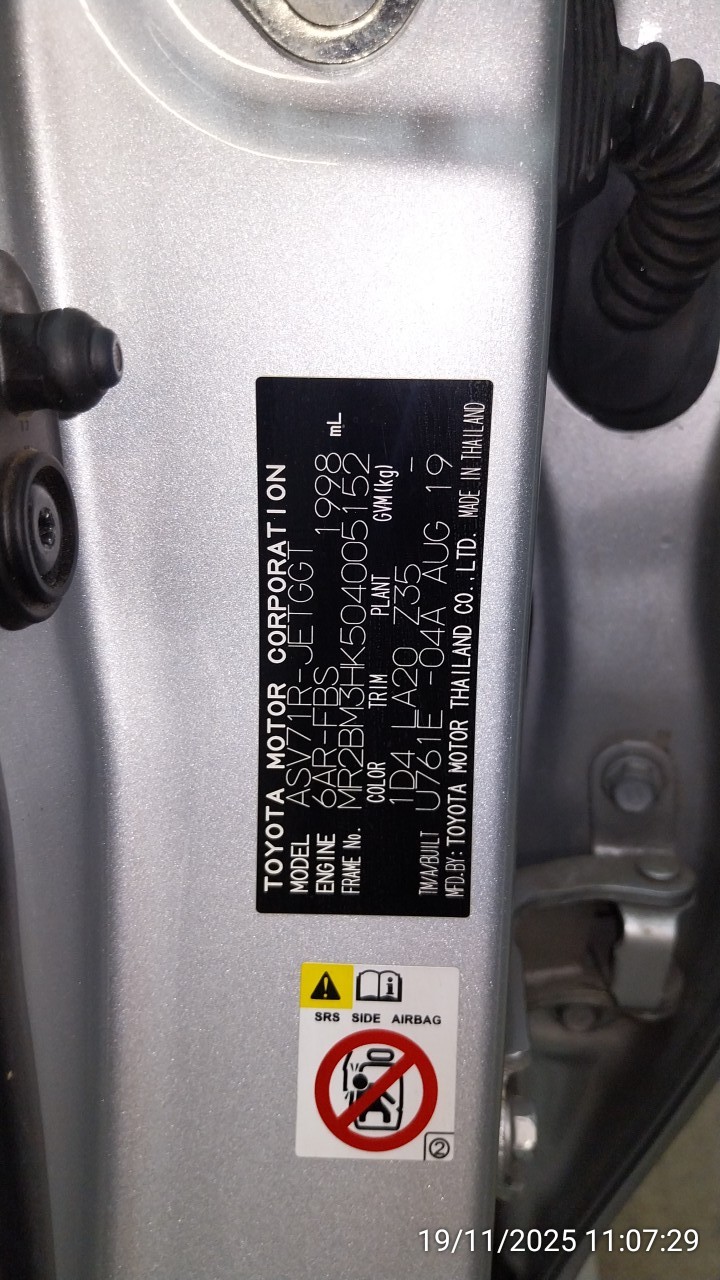 TOYOTA MOTOR CORPORATION
MODEL ASV71R-JETGGT
ENGINE 6AR-FBS 1998 mL
FRAME No. MR2BM3HK504005152
COLOR TRIM PLANT GVM(kg)
1D4 LA20 Z35 -
TM/A/BUILT U761E -04A AUG 19
MFD.BY: TOYOTA MOTOR THAILAND CO.,LTD. MADE IN THAILAND
SRS SIDE AIRBAG
2
19/11/2025 11:07:29